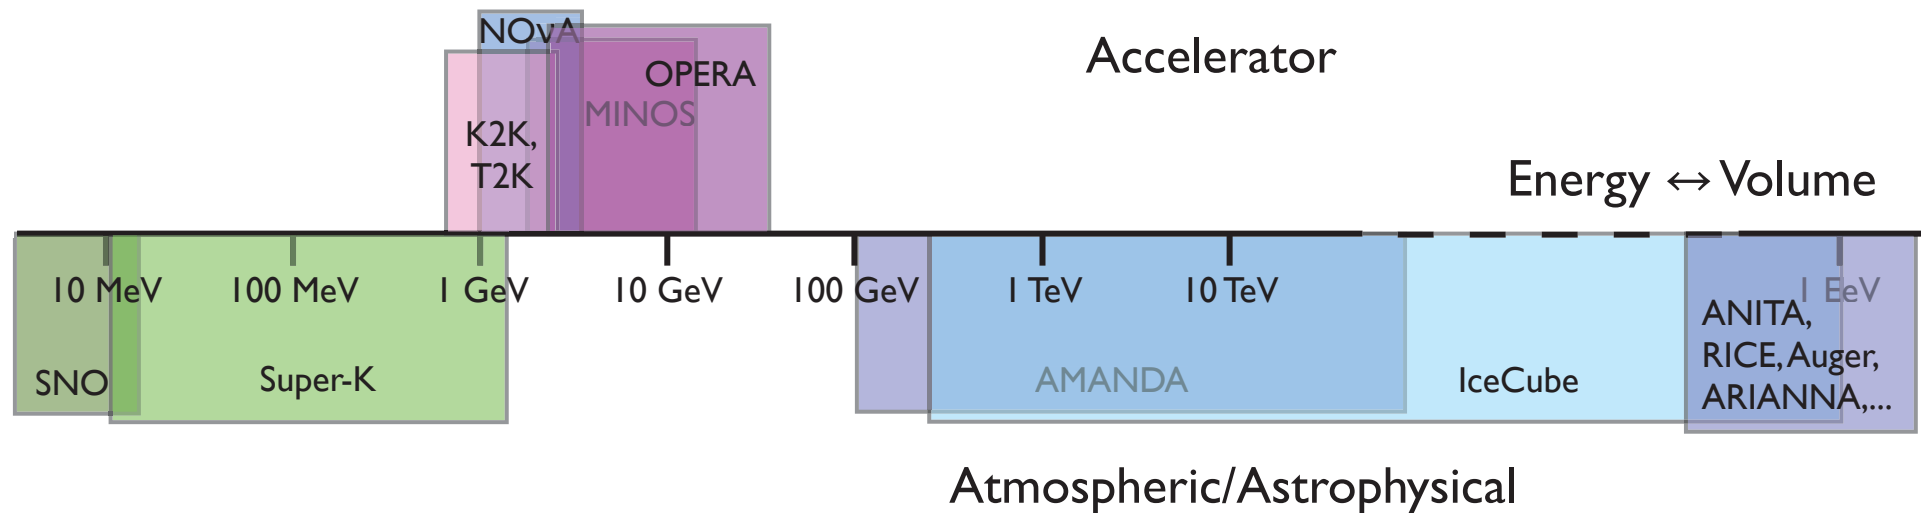 NOνA
Accelerator
OPERA
MINOS
K2K,
T2K
Energy ↔ Volume
10 MeV
100 MeV
1 GeV
10 GeV
100 GeV
1 TeV
10 TeV
1 EeV
SNO
Super-K
AMANDA
IceCube
ANITA,
RICE, Auger,
ARIANNA,...
Atmospheric/Astrophysical